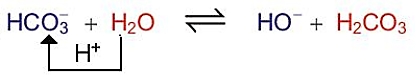 HCO₃⁻ + H₂O ⇌ HO⁻ + H₂CO₃
H⁺